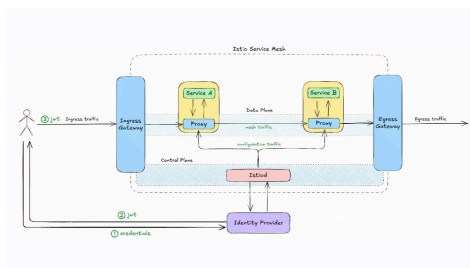 Istio Service Mesh
Service A
Service B
③ jwt Ingress traffic
Ingress Gateway
Proxy
Data Plane
mesh traffic
Proxy
Egress Gateway
Egress traffic
configuration traffic
Control Plane
Istiod
② jwt
① credentials
Identity Provider